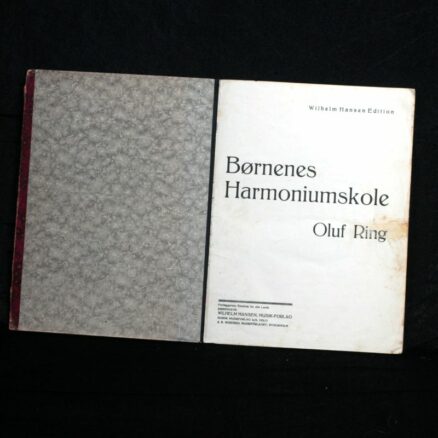 Wilhelm Hansen Edition
Børnenes
Harmoniumskole
Oluf Ring
WILHELM HANSEN, MUSIK-FORLAG